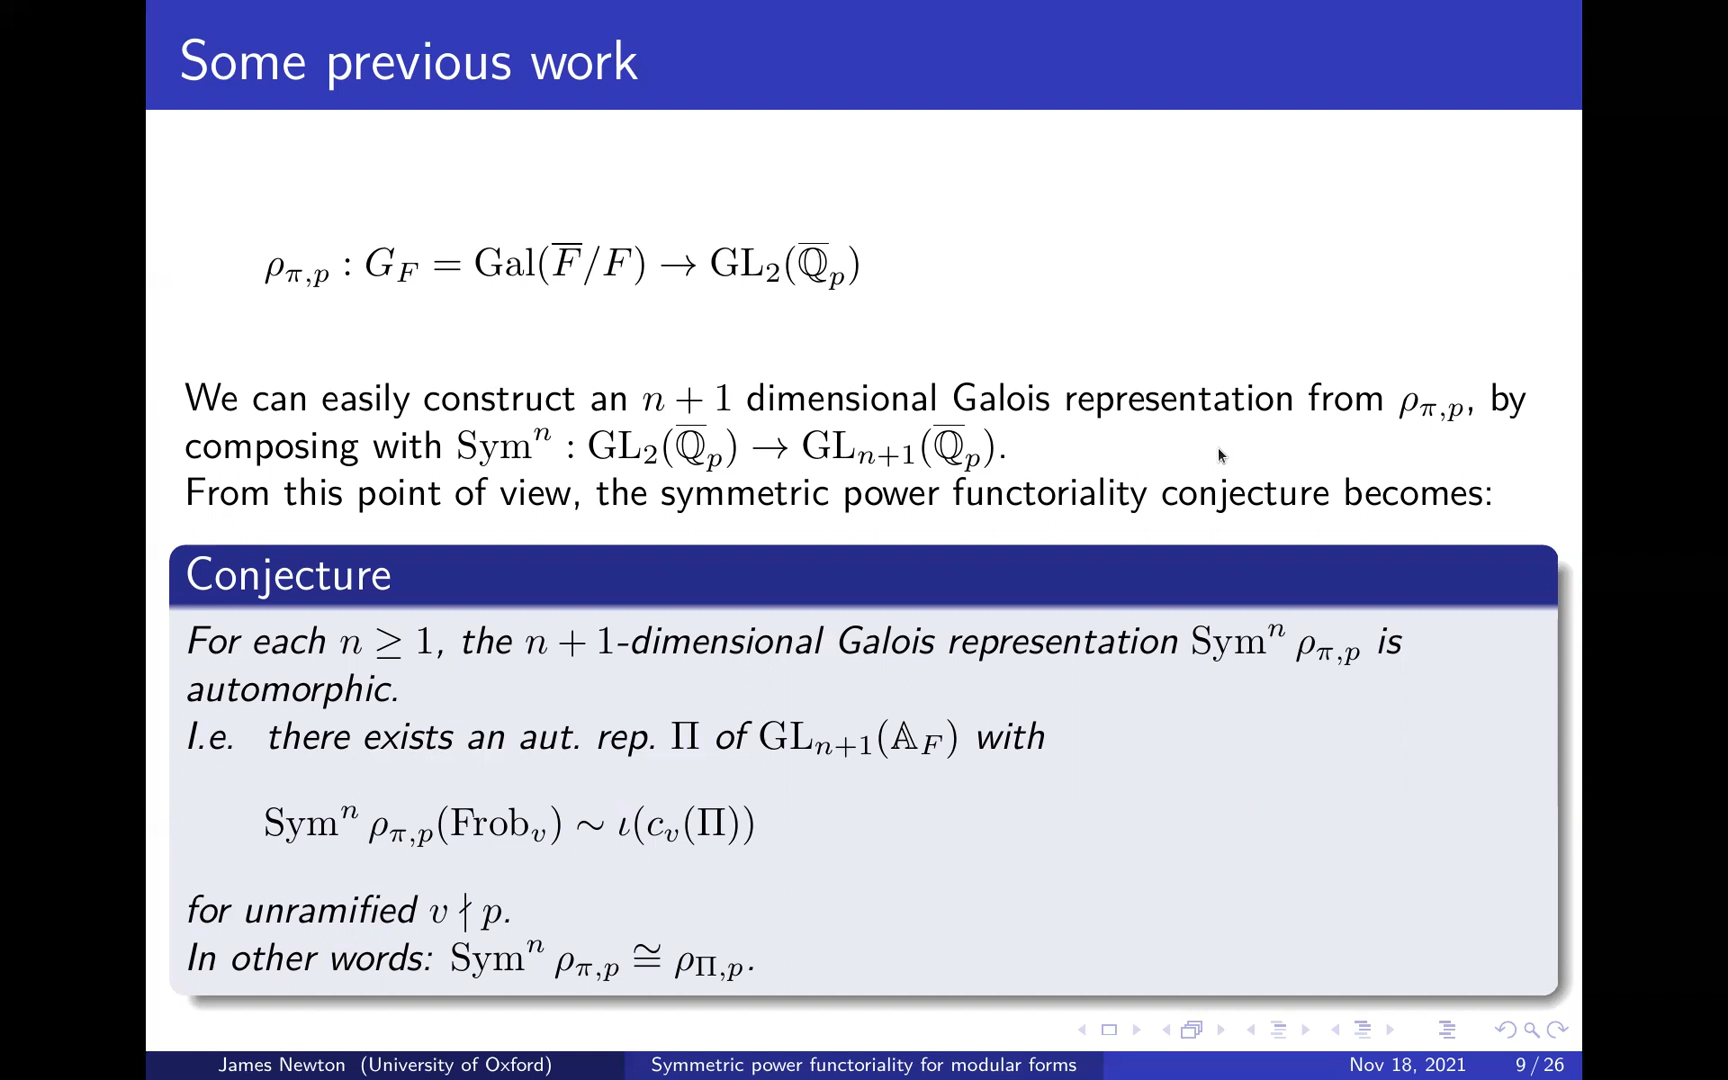 Some previous work
ρ_{π,p} : G_F = Gal(F̅/F) → GL_2(ℚ̅_p)
We can easily construct an n + 1 dimensional Galois representation from ρ_{π,p}, by
composing with Sym^n : GL_2(ℚ̅_p) → GL_{n+1}(ℚ̅_p).
From this point of view, the symmetric power functoriality conjecture becomes:
Conjecture
For each n ≥ 1, the n + 1-dimensional Galois representation Sym^n ρ_{π,p} is
automorphic.
I.e. there exists an aut. rep. Π of GL_{n+1}(𝔸_F) with
Sym^n ρ_{π,p}(Frob_v) ∼ ι(c_v(Π))
for unramified v ∤ p.
In other words: Sym^n ρ_{π,p} ≅ ρ_{Π,p}.
James Newton (University of Oxford) Symmetric power functoriality for modular forms Nov 18, 2021 9 / 26